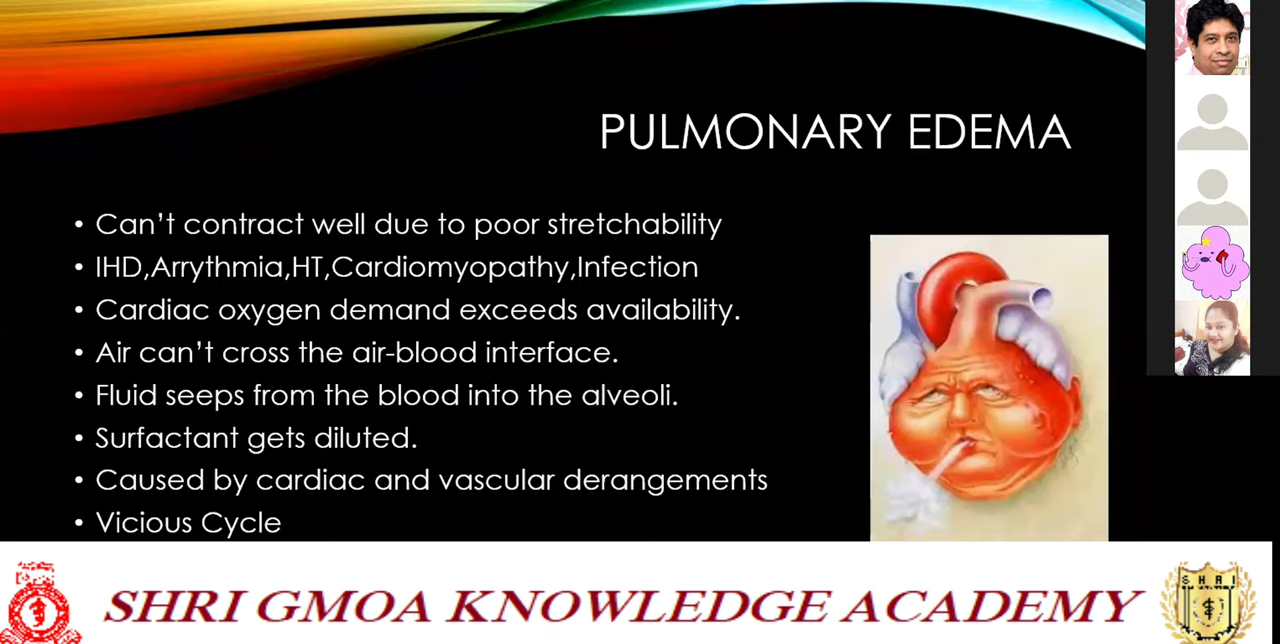 PULMONARY EDEMA
• Can’t contract well due to poor stretchability
• IHD,Arrythmia,HT,Cardiomyopathy,Infection
• Cardiac oxygen demand exceeds availability.
• Air can’t cross the air-blood interface.
• Fluid seeps from the blood into the alveoli.
• Surfactant gets diluted.
• Caused by cardiac and vascular derangements
• Vicious Cycle
SHRI GMOA KNOWLEDGE ACADEMY